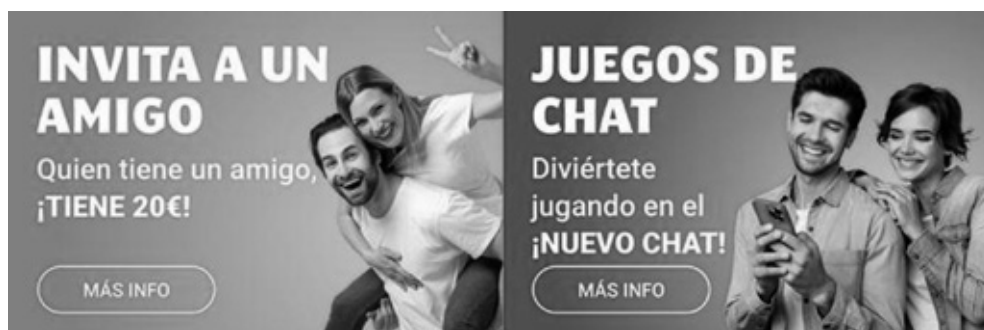 INVITA A UN
AMIGO
Quien tiene un amigo,
¡TIENE 20€!
MÁS INFO
JUEGOS DE
CHAT
Diviértete
jugando en el
¡NUEVO CHAT!
MÁS INFO